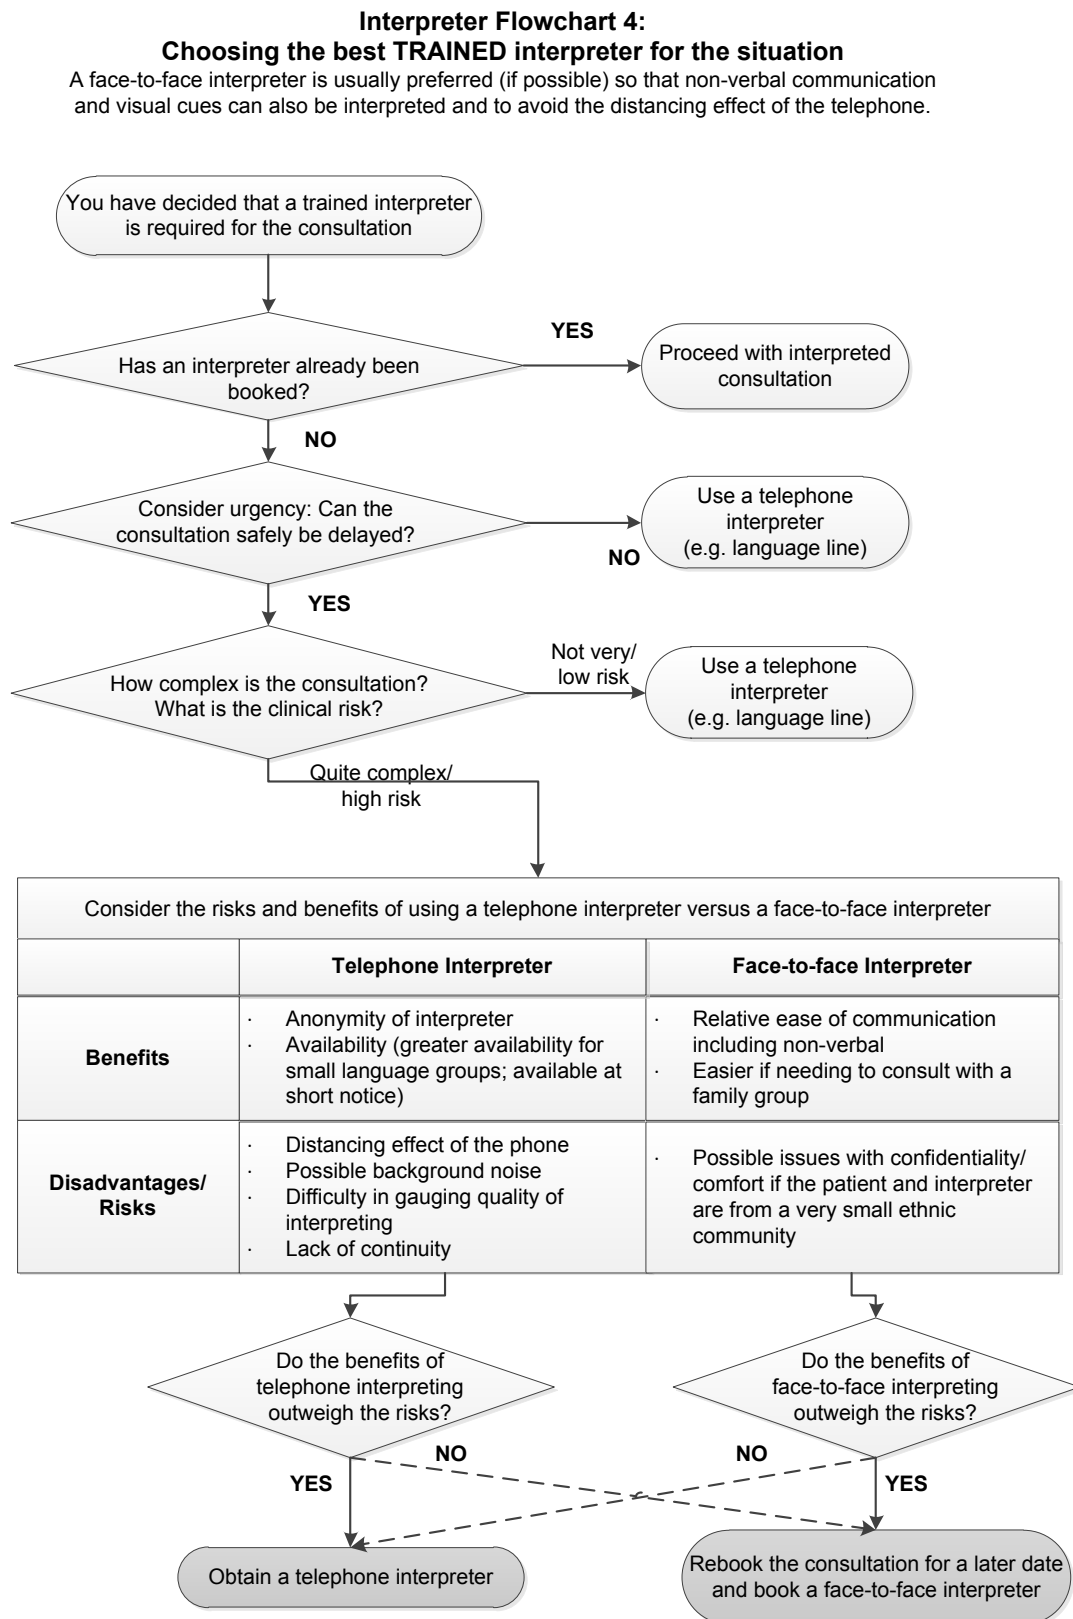 Interpreter Flowchart 4:
Choosing the best TRAINED interpreter for the situation
A face-to-face interpreter is usually preferred (if possible) so that non-verbal communication
and visual cues can also be interpreted and to avoid the distancing effect of the telephone.
You have decided that a trained interpreter
is required for the consultation
Has an interpreter already been
booked?
YES
Proceed with interpreted
consultation
NO
Consider urgency: Can the
consultation safely be delayed?
NO
Use a telephone
interpreter
(e.g. language line)
YES
How complex is the consultation?
What is the clinical risk?
Not very/
low risk
Use a telephone
interpreter
(e.g. language line)
Quite complex/
high risk
Consider the risks and benefits of using a telephone interpreter versus a face-to-face interpreter
Telephone Interpreter
Face-to-face Interpreter
Benefits
· Anonymity of interpreter
· Availability (greater availability for
small language groups; available at
short notice)
· Relative ease of communication
including non-verbal
· Easier if needing to consult with a
family group
Disadvantages/
Risks
· Distancing effect of the phone
· Possible background noise
· Difficulty in gauging quality of
interpreting
· Lack of continuity
· Possible issues with confidentiality/
comfort if the patient and interpreter
are from a very small ethnic
community
Do the benefits of
telephone interpreting
outweigh the risks?
Do the benefits of
face-to-face interpreting
outweigh the risks?
YES
NO
NO
YES
Obtain a telephone interpreter
Rebook the consultation for a later date
and book a face-to-face interpreter